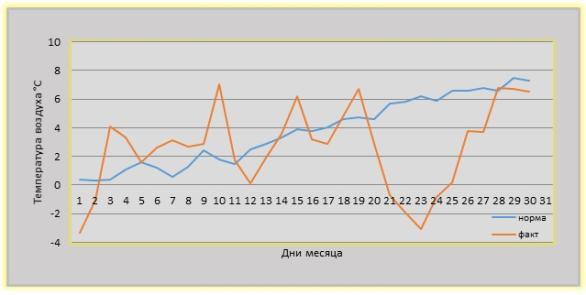 10
8
6
4
2
0
-2
-4
Температура воздуха °С
1 2 3 4 5 6 7 8 9 10 11 12 13 14 15 16 17 18 19 20 21 22 23 24 25 26 27 28 29 30 31
норма
факт
Дни месяца